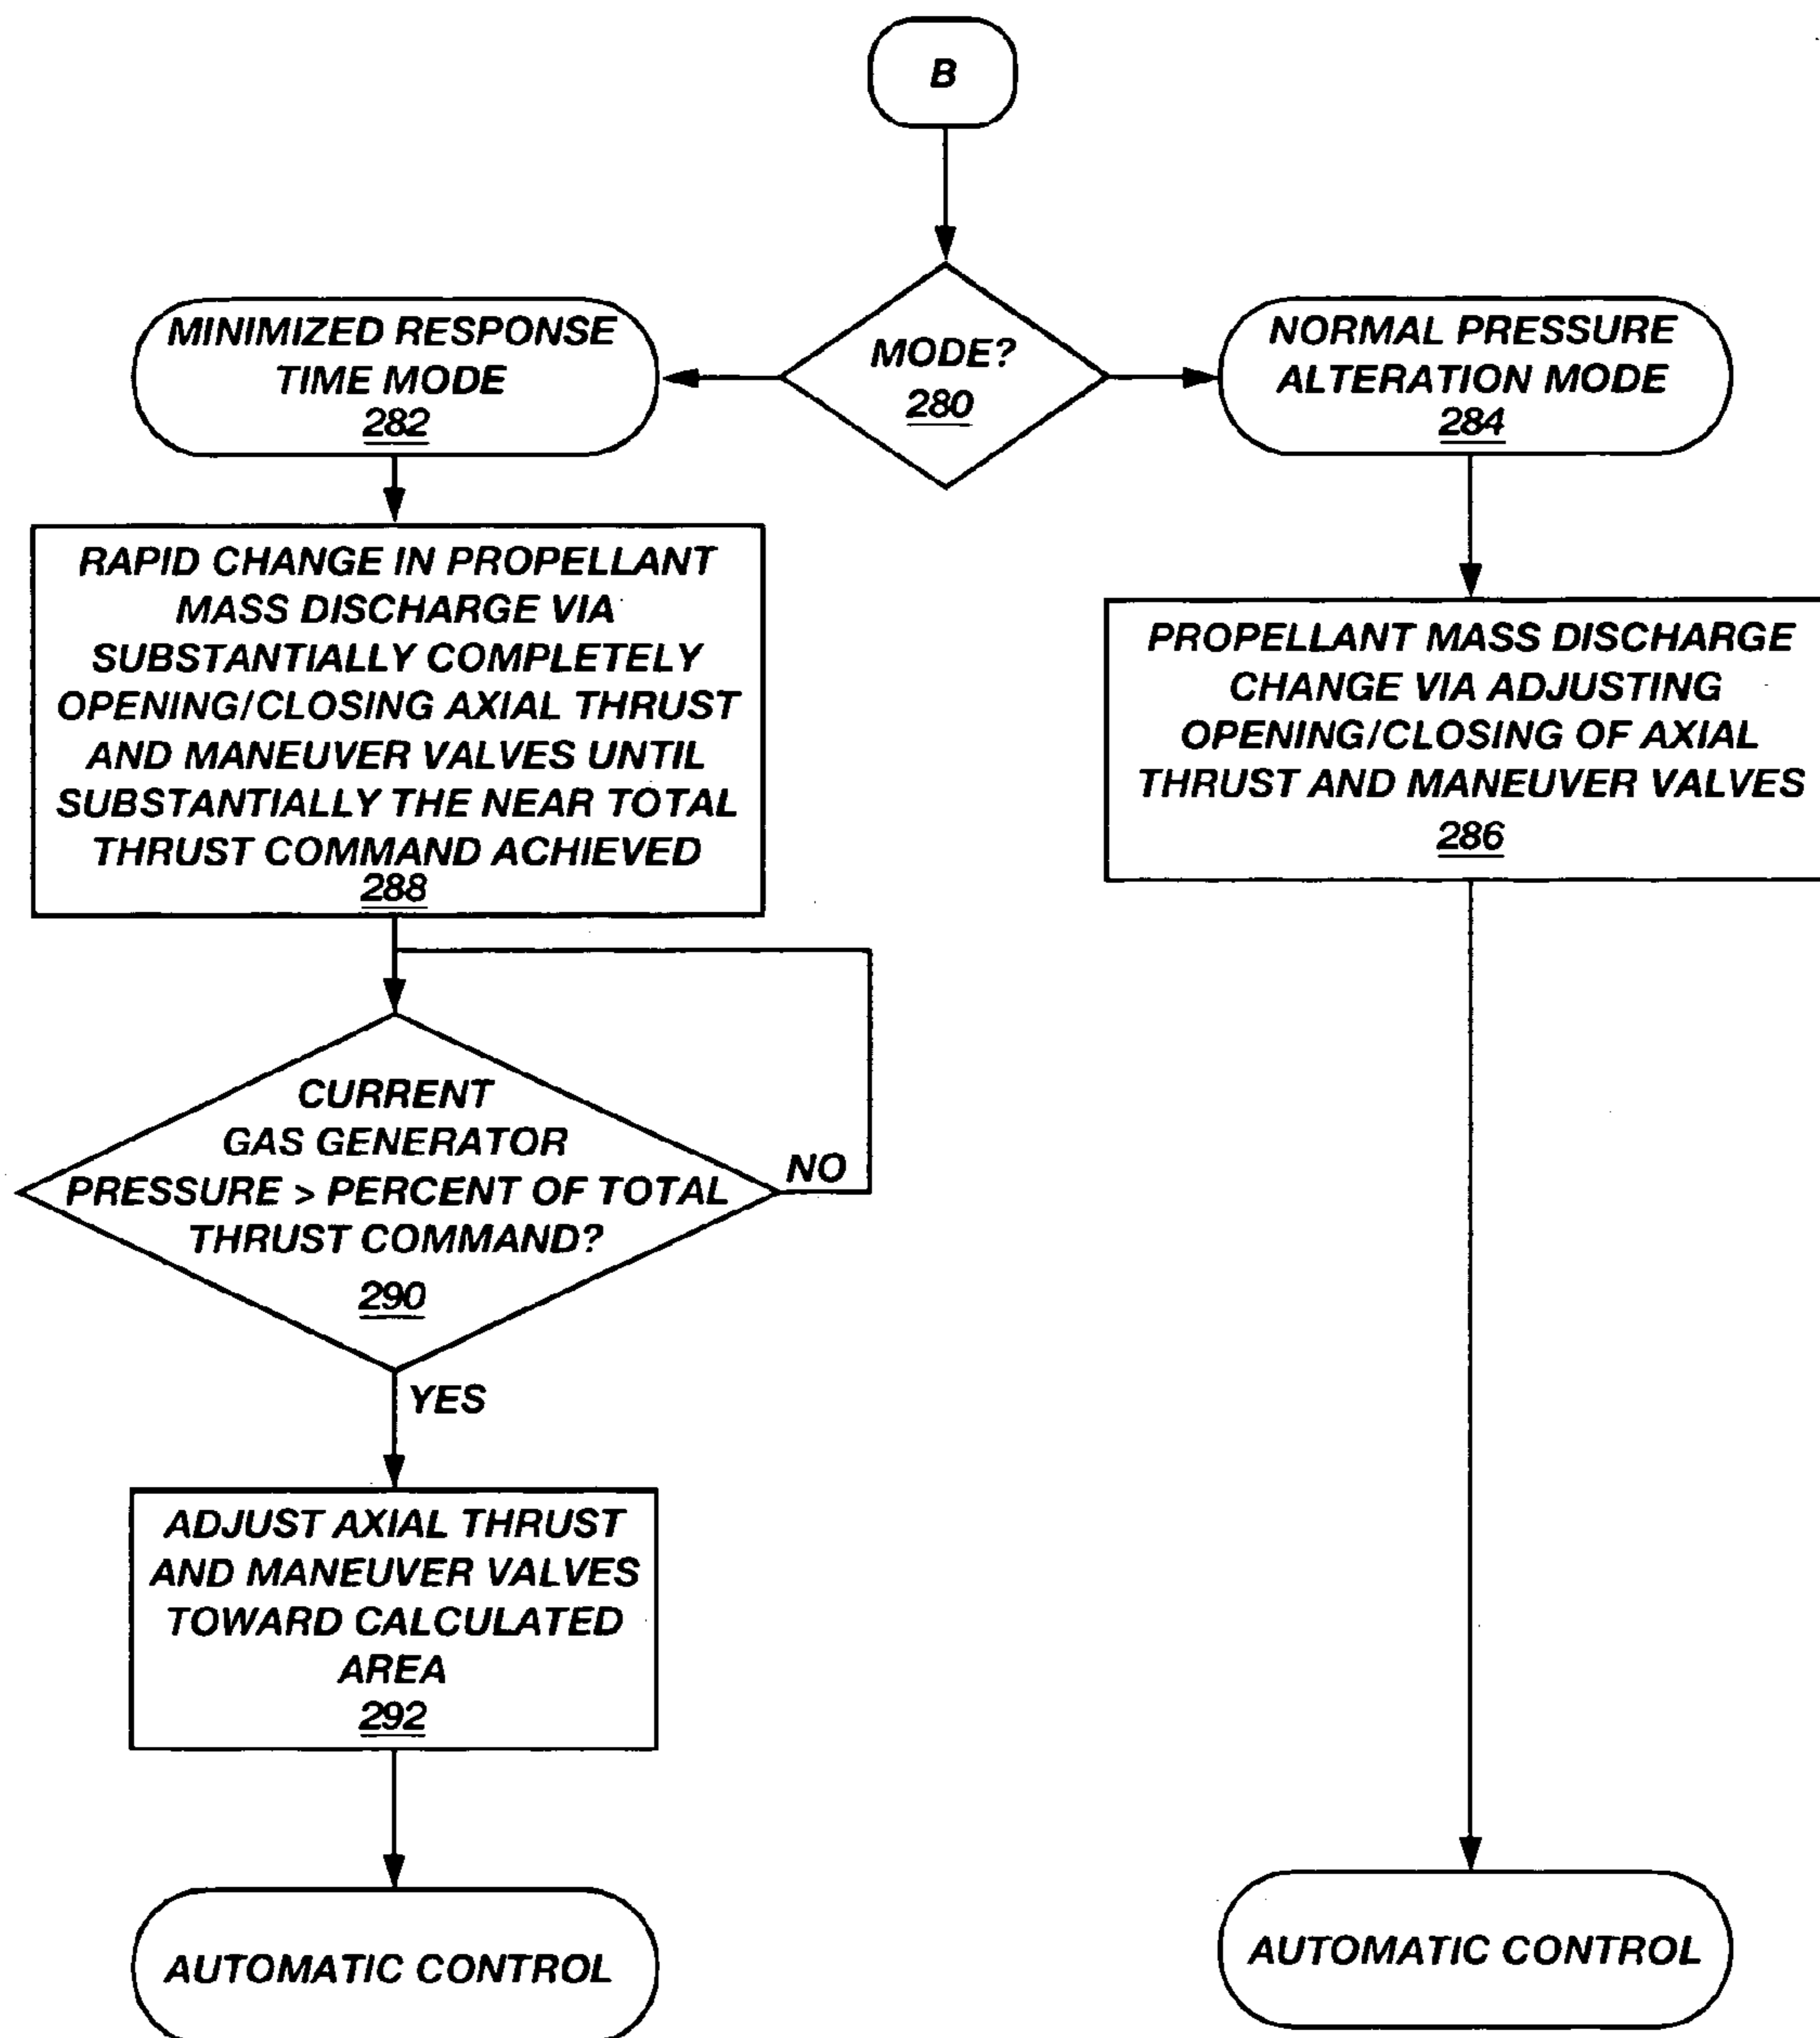 B
MODE?
280
MINIMIZED RESPONSE
TIME MODE
282
NORMAL PRESSURE
ALTERATION MODE
284
RAPID CHANGE IN PROPELLANT
MASS DISCHARGE VIA
SUBSTANTIALLY COMPLETELY
OPENING/CLOSING AXIAL THRUST
AND MANEUVER VALVES UNTIL
SUBSTANTIALLY THE NEAR TOTAL
THRUST COMMAND ACHIEVED
288
PROPELLANT MASS DISCHARGE
CHANGE VIA ADJUSTING
OPENING/CLOSING OF AXIAL
THRUST AND MANEUVER VALVES
286
CURRENT
GAS GENERATOR
PRESSURE > PERCENT OF TOTAL
THRUST COMMAND?
290
NO
YES
ADJUST AXIAL THRUST
AND MANEUVER VALVES
TOWARD CALCULATED
AREA
292
AUTOMATIC CONTROL
AUTOMATIC CONTROL